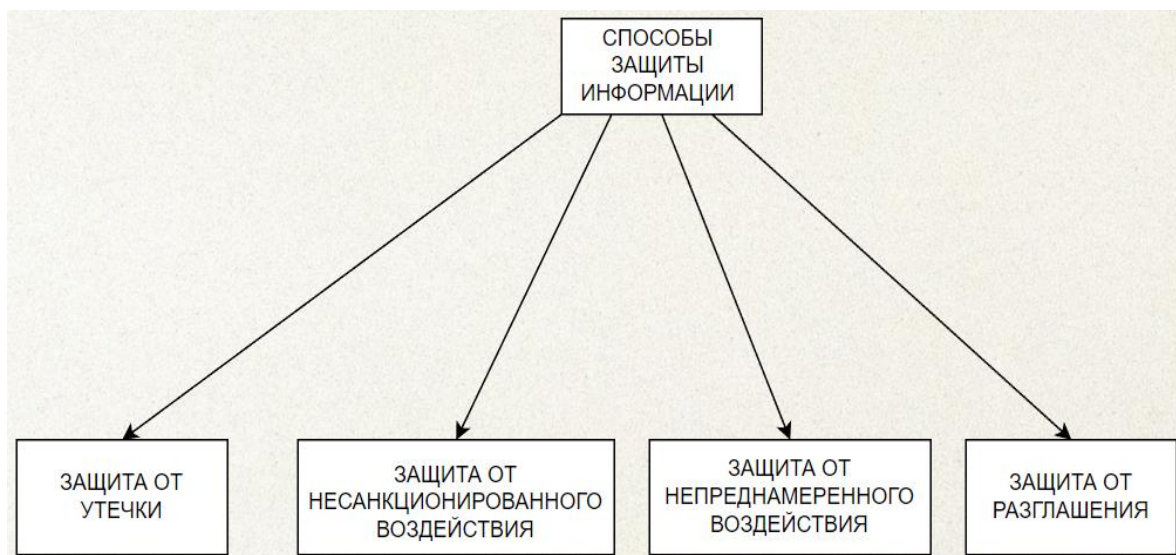 СПОСОБЫ
ЗАЩИТЫ
ИНФОРМАЦИИ
ЗАЩИТА ОТ
УТЕЧКИ
ЗАЩИТА ОТ
НЕСАНКЦИОНИРОВАННОГО
ВОЗДЕЙСТВИЯ
ЗАЩИТА ОТ
НЕПРЕДНАМЕРЕННОГО
ВОЗДЕЙСТВИЯ
ЗАЩИТА ОТ
РАЗГЛАШЕНИЯ